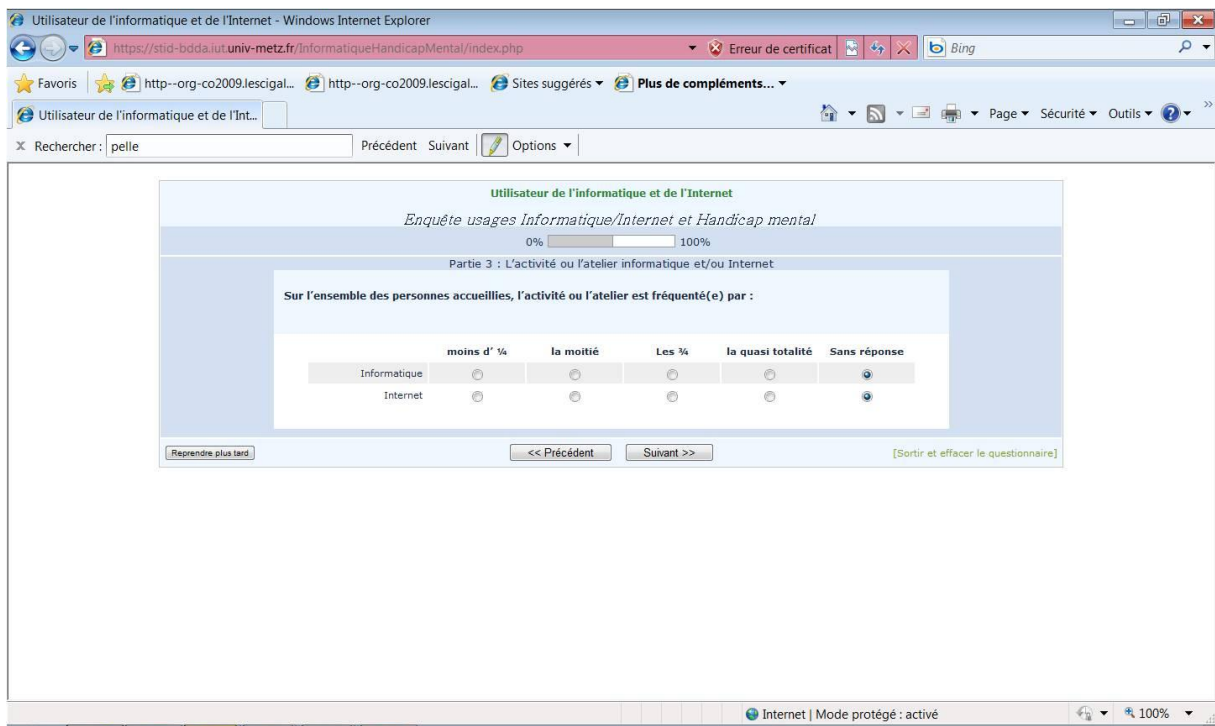 Utilisateur de l'informatique et de l'Internet - Windows Internet Explorer
https://stid-bdda.iut.univ-metz.fr/InformatiqueHandicapMental/index.php Erreur de certificat Bing
Favoris http--org-co2009.lescigal... http--org-co2009.lescigal... Sites suggérés Plus de compléments...
Utilisateur de l'informatique et de l'Int... Page Sécurité Outils
X Rechercher : pelle Précédent Suivant Options
Utilisateur de l'informatique et de l'Internet
Enquête usages Informatique/Internet et Handicap mental
0% 100%
Partie 3 : L'activité ou l'atelier informatique et/ou Internet
Sur l'ensemble des personnes accueillies, l'activité ou l'atelier est fréquenté(e) par :
moins d' ¼ la moitié Les ¾ la quasi totalité Sans réponse
Informatique
Internet
Reprendre plus tard << Précédent Suivant >> [Sortir et effacer le questionnaire]
Internet | Mode protégé : activé 100%